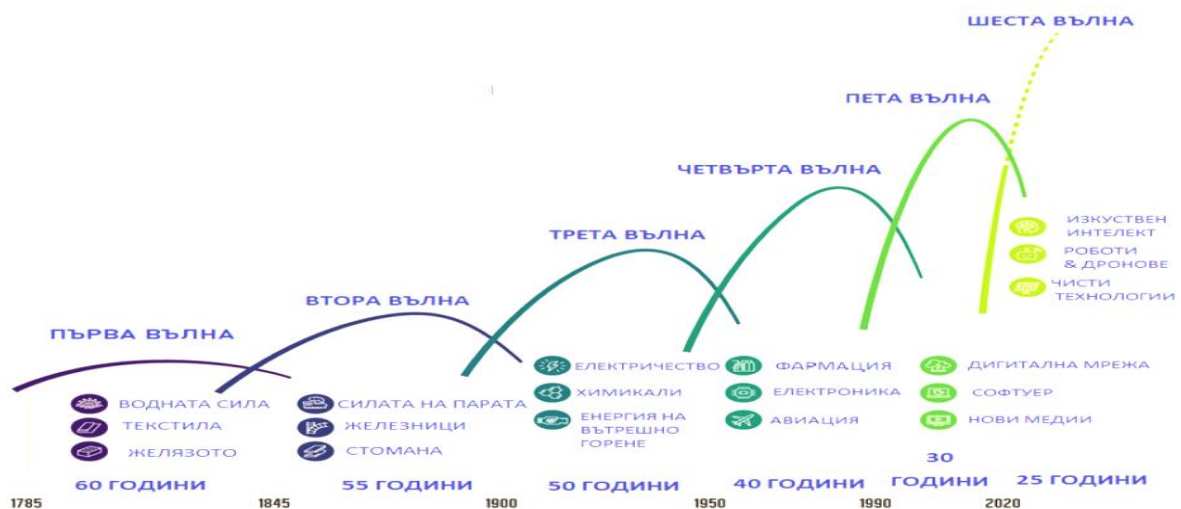 ШЕСТА ВЪЛНА
ПЕТА ВЪЛНА
ЧЕТВЪРТА ВЪЛНА
ТРЕТА ВЪЛНА
ВТОРА ВЪЛНА
ПЪРВА ВЪЛНА
ВОДНАТА СИЛА
ТЕКСТИЛА
ЖЕЛЯЗОТО
СИЛАТА НА ПАРАТА
ЖЕЛЕЗНИЦИ
СТОМАНА
ЕЛЕКТРИЧЕСТВО
ХИМИКАЛИ
ЕНЕРГИЯ НА
ВЪТРЕШНО
ГОРЕНЕ
ФАРМАЦИЯ
ЕЛЕКТРОНИКА
АВИАЦИЯ
ДИГИТАЛНА МРЕЖА
СОФТУЕР
НОВИ МЕДИИ
ИЗКУСТВЕН
ИНТЕЛЕКТ
РОБОТИ
& ДРОНОВЕ
ЧИСТИ
ТЕХНОЛОГИИ
60 ГОДИНИ
55 ГОДИНИ
50 ГОДИНИ
40 ГОДИНИ
30
ГОДИНИ
25 ГОДИНИ
1785
1845
1900
1950
1990
2020